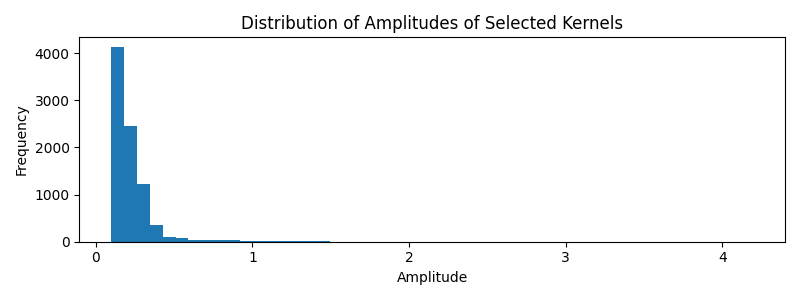 Distribution of Amplitudes of Selected Kernels
4000
3000
2000
1000
0
Frequency
0 1 2 3 4
Amplitude